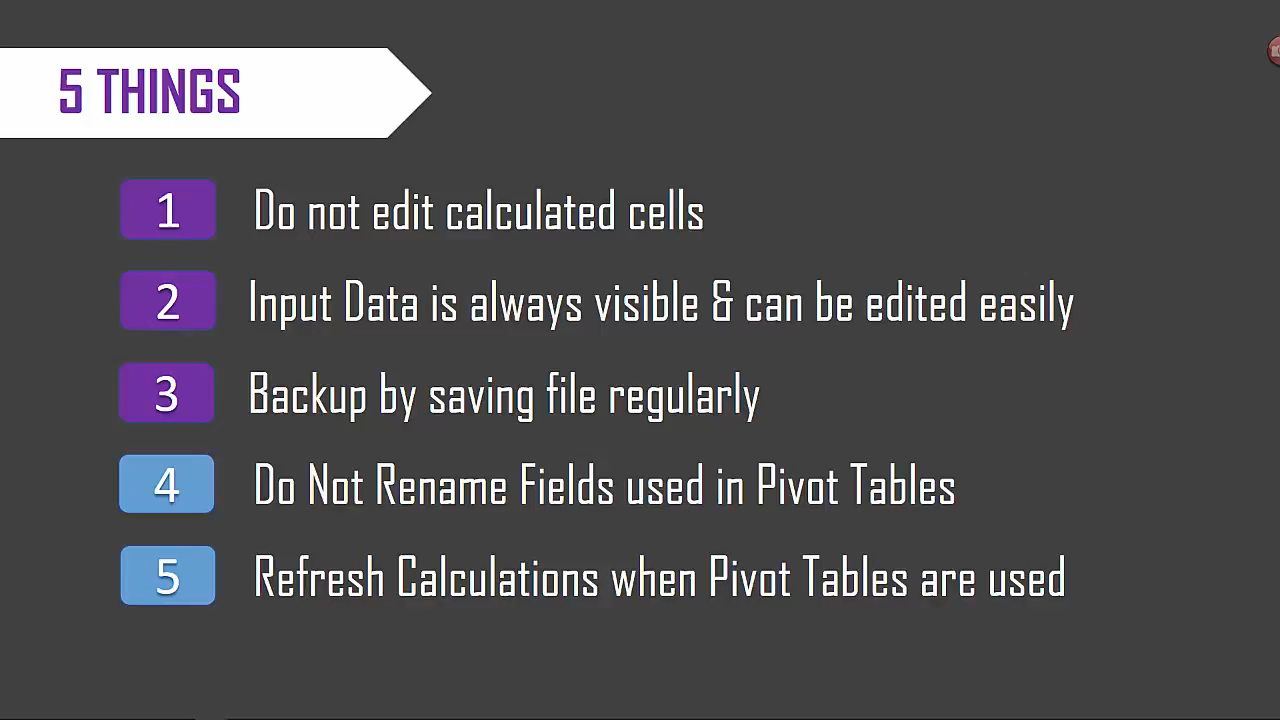 5 THINGS
1 Do not edit calculated cells
2 Input Data is always visible & can be edited easily
3 Backup by saving file regularly
4 Do Not Rename Fields used in Pivot Tables
5 Refresh Calculations when Pivot Tables are used